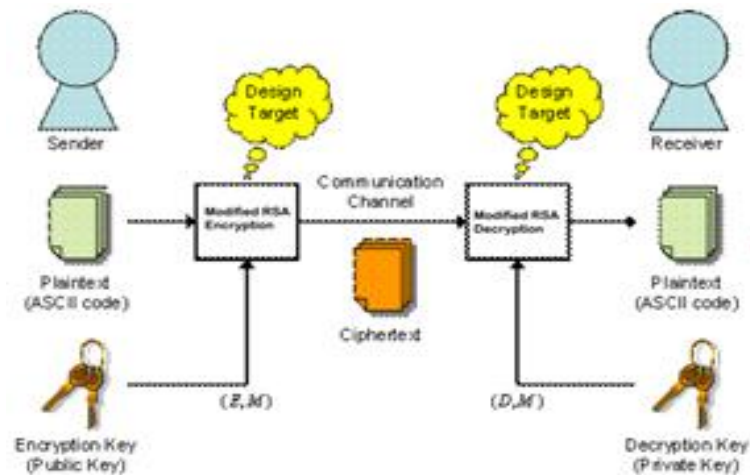 Sender
Design
Target
Design
Target
Receiver
Modified RSA
Encryption
Communication
Channel
Modified RSA
Decryption
Plaintext
(ASCII code)
Ciphertext
Plaintext
(ASCII code)
(E,M)
(D,M)
Encryption Key
(Public Key)
Decryption Key
(Private Key)